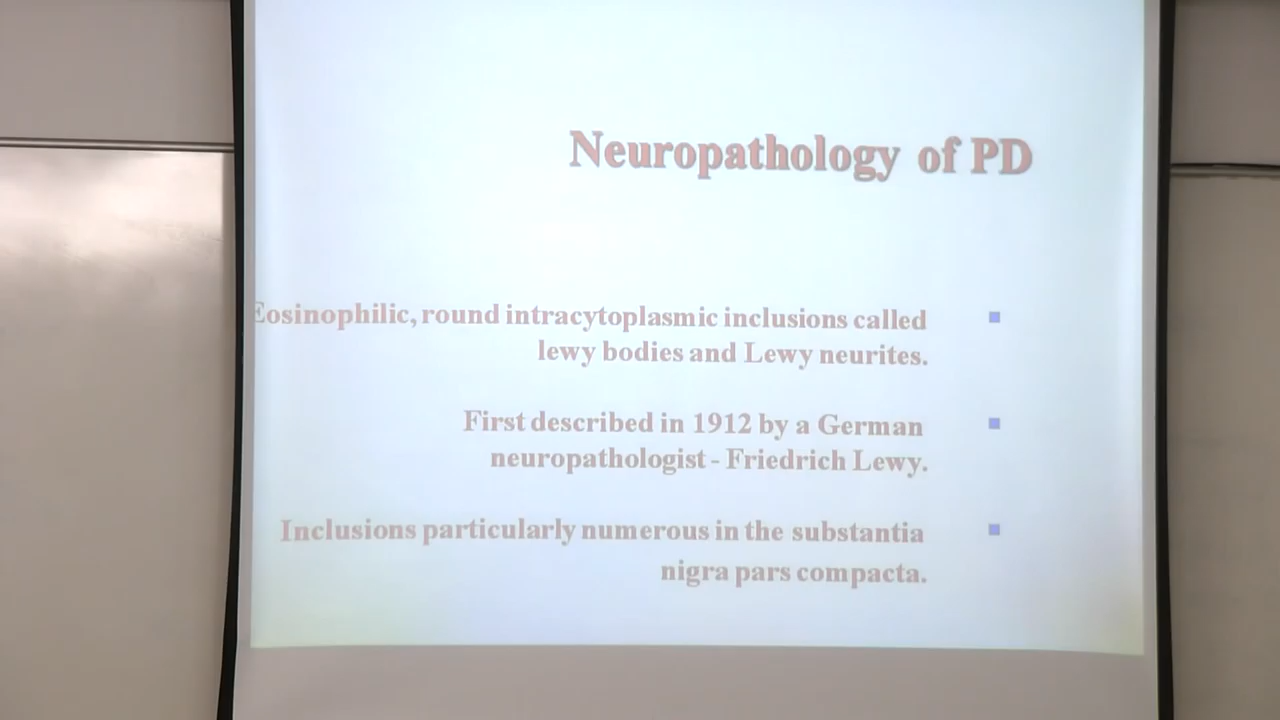 Neuropathology of PD
Eosinophilic, round intracytoplasmic inclusions called
lewy bodies and Lewy neurites.
First described in 1912 by a German
neuropathologist - Friedrich Lewy.
Inclusions particularly numerous in the substantia
nigra pars compacta.